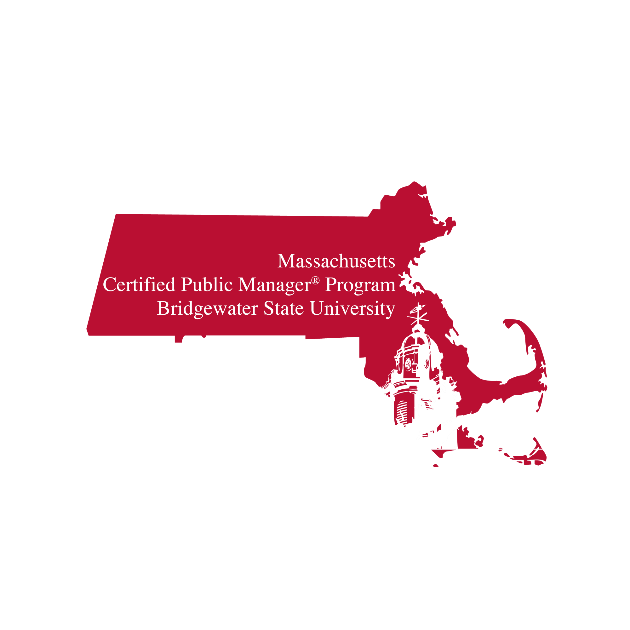 Massachusetts
Certified Public Manager® Program
Bridgewater State University